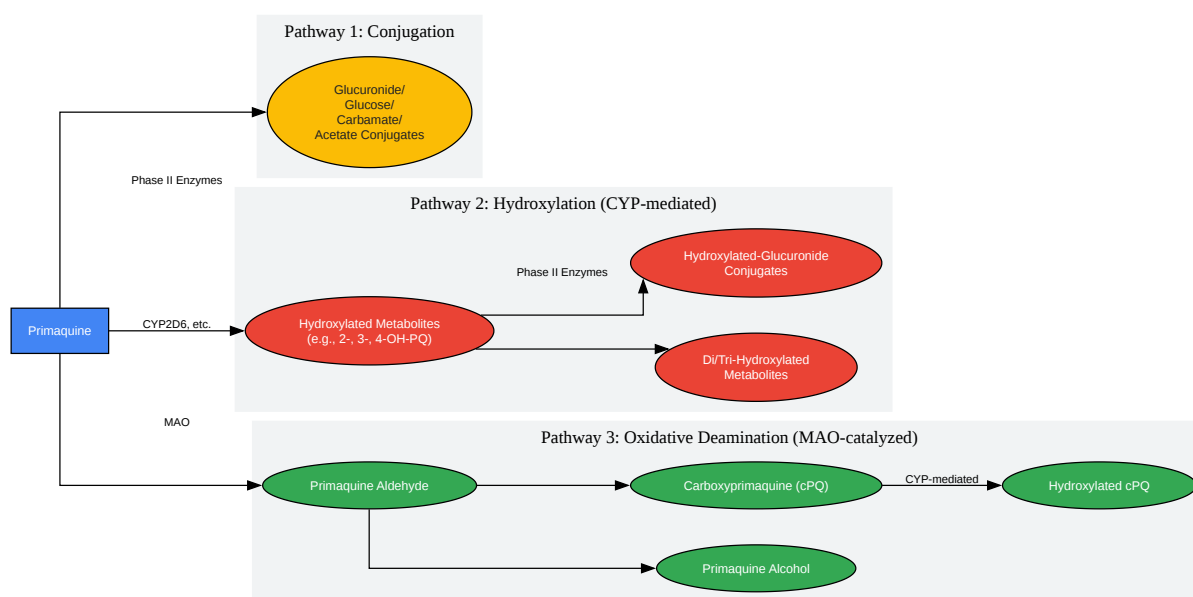 Pathway 1: Conjugation
Glucuronide/
Glucose/
Carbamate/
Acetate Conjugates
Phase II Enzymes
Pathway 2: Hydroxylation (CYP-mediated)
Hydroxylated-Glucuronide
Conjugates
Phase II Enzymes
Primaquine
CYP2D6, etc.
Hydroxylated Metabolites
(e.g., 2-, 3-, 4-OH-PQ)
Di/Tri-Hydroxylated
Metabolites
MAO
Pathway 3: Oxidative Deamination (MAO-catalyzed)
Primaquine Aldehyde
Carboxyprimaquine (cPQ)
CYP-mediated
Hydroxylated cPQ
Primaquine Alcohol